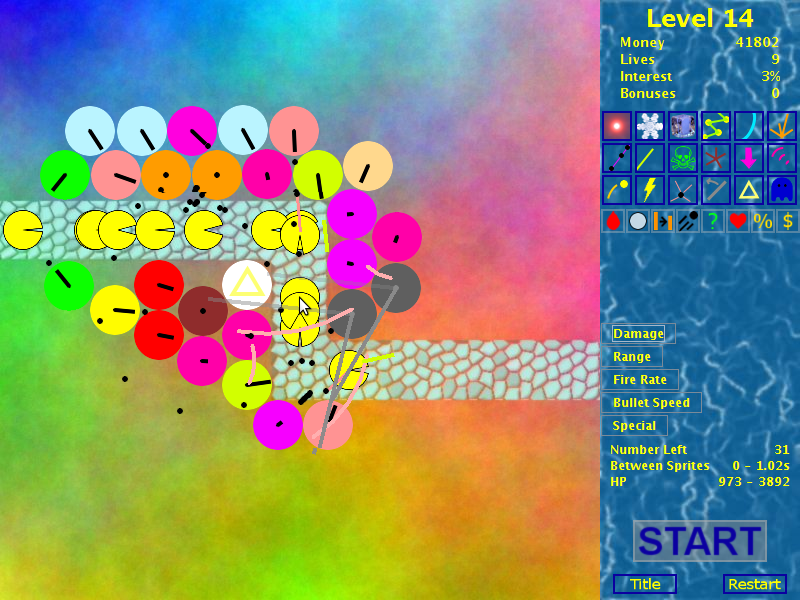 Level 14
Money 41802
Lives 9
Interest 3%
Bonuses 0
? % $
Damage
Range
Fire Rate
Bullet Speed
Special
Number Left 31
Between Sprites 0 - 1.02s
HP 973 - 3892
START
Title Restart